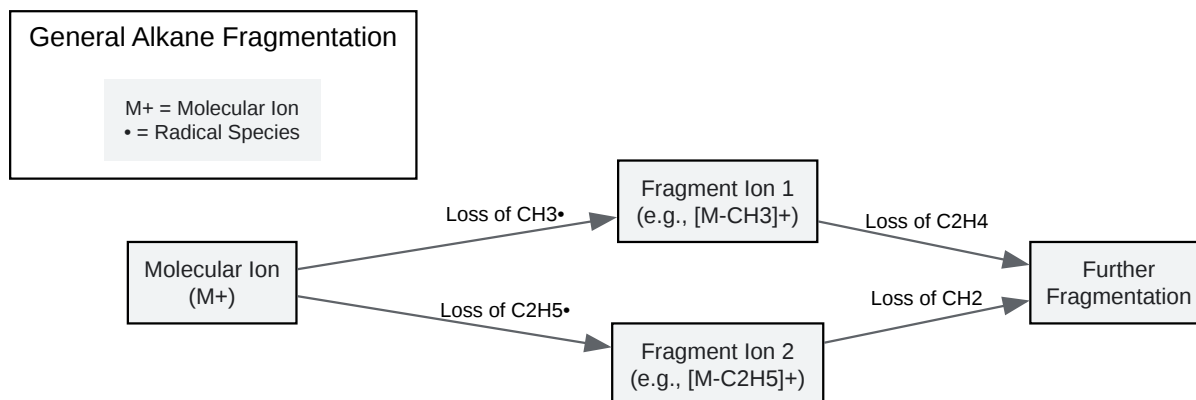 General Alkane Fragmentation
M+ = Molecular Ion
• = Radical Species
Fragment Ion 1
(e.g., [M-CH3]+)
Loss of CH3•
Loss of C2H4
Molecular Ion
(M+)
Further
Fragmentation
Loss of C2H5•
Loss of CH2
Fragment Ion 2
(e.g., [M-C2H5]+)